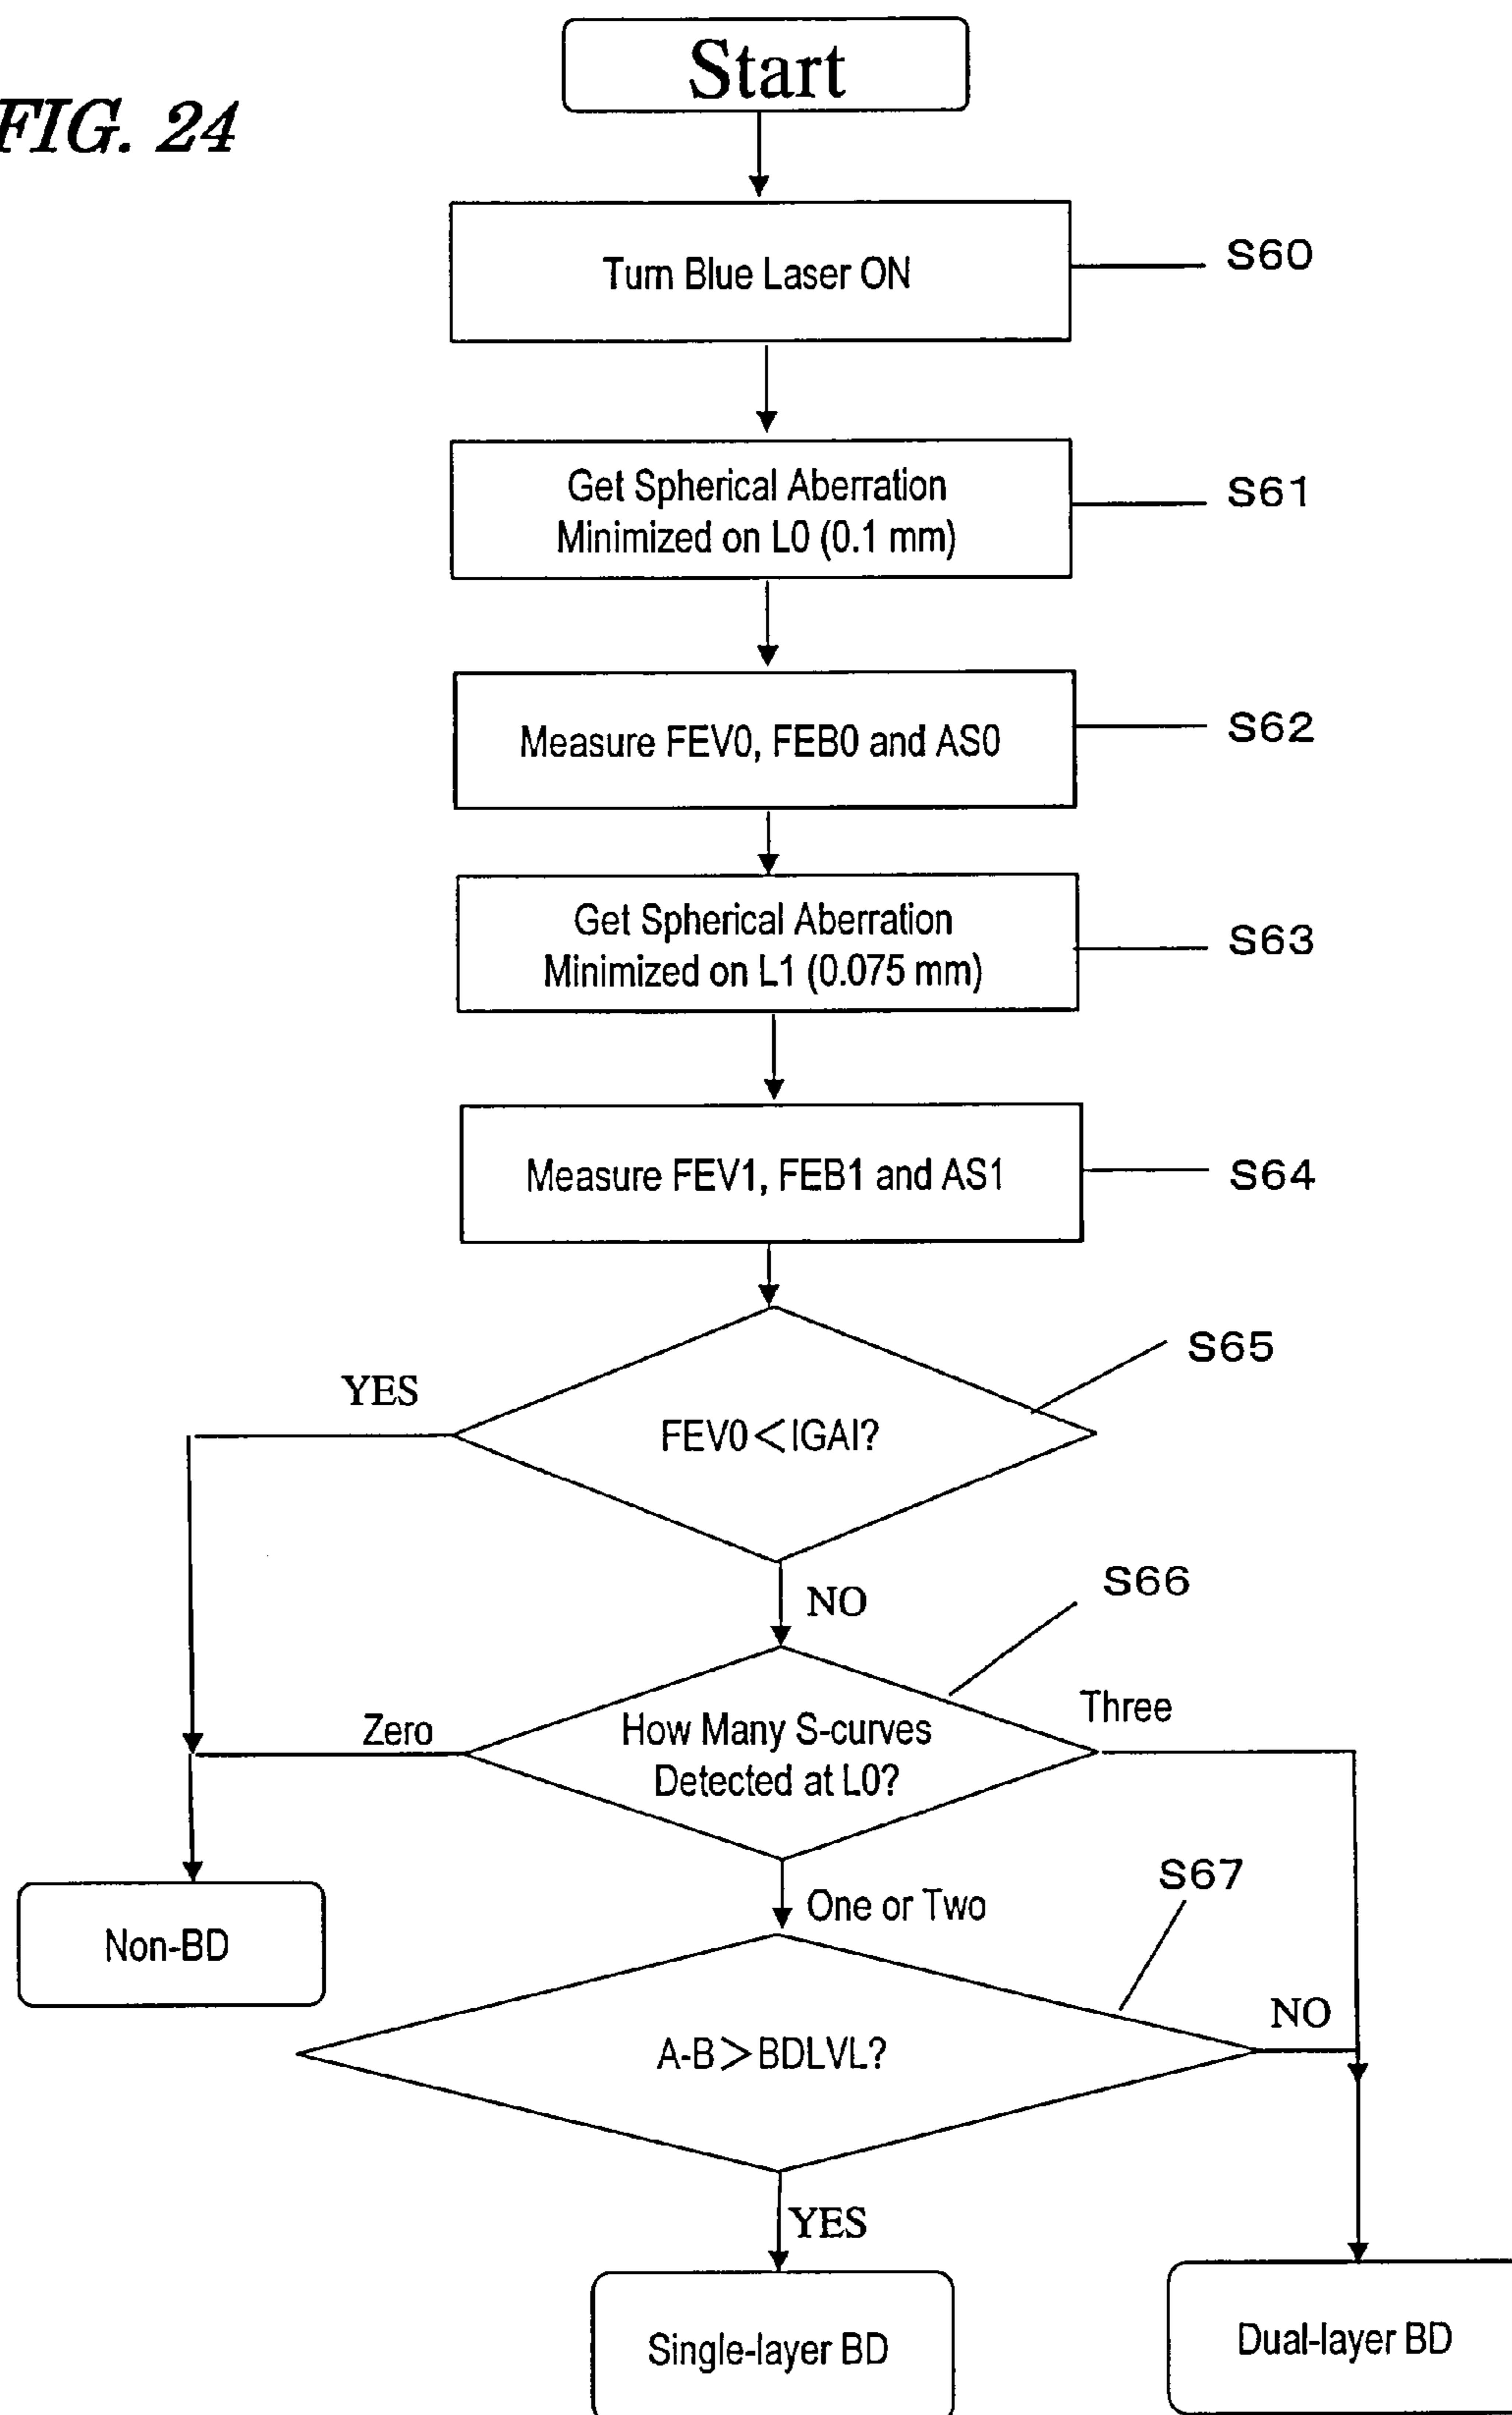 FIG. 24
Start
Turn Blue Laser ON
S60
Get Spherical Aberration
Minimized on L0 (0.1 mm)
S61
Measure FEV0, FEB0 and AS0
S62
Get Spherical Aberration
Minimized on L1 (0.075 mm)
S63
Measure FEV1, FEB1 and AS1
S64
S65
YES
FEV0<IGAI?
NO
S66
Zero
How Many S-curves
Detected at L0?
Three
One or Two
S67
Non-BD
A-B>BDLVL?
NO
YES
Single-layer BD
Dual-layer BD